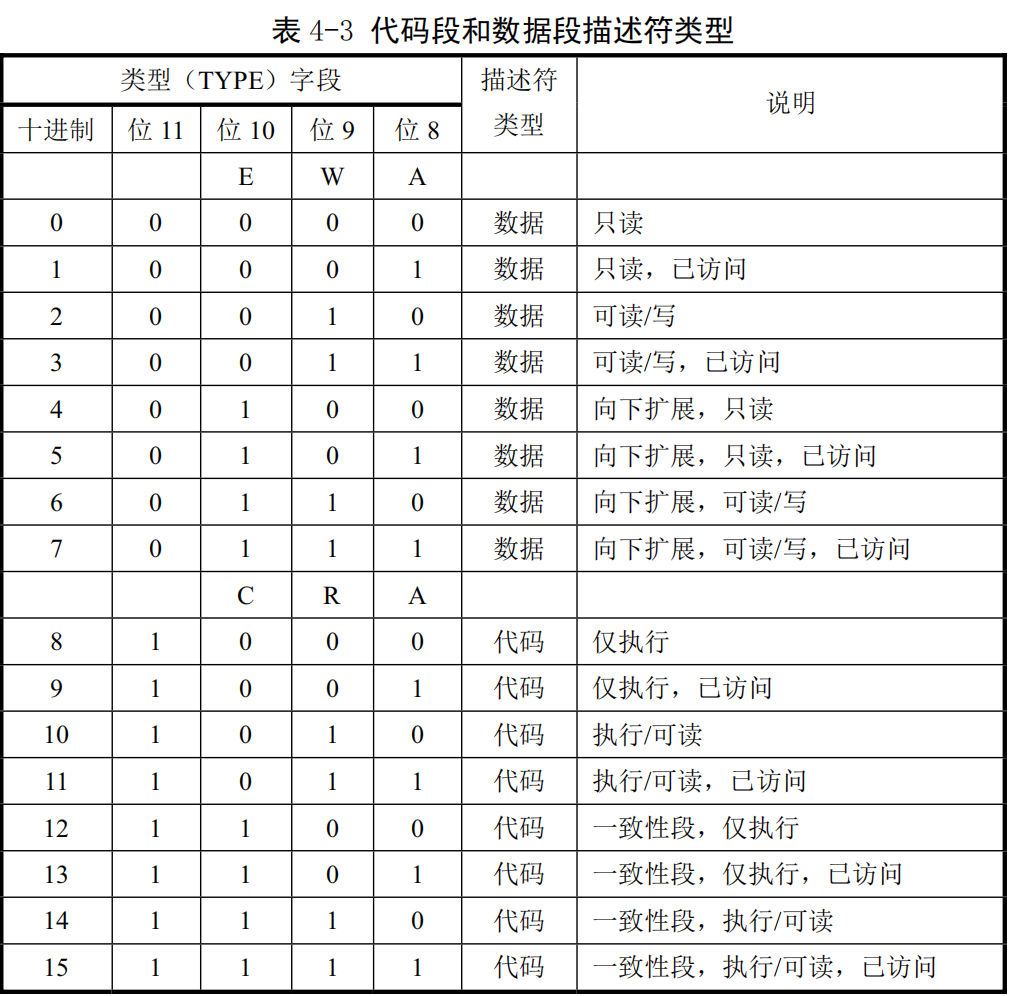 表 4-3 代码段和数据段描述符类型
类型（TYPE）字段 描述符类型 说明
十进制 位 11 位 10 位 9 位 8
E W A
0 0 0 0 0 数据 只读
1 0 0 0 1 数据 只读，已访问
2 0 0 1 0 数据 可读/写
3 0 0 1 1 数据 可读/写，已访问
4 0 1 0 0 数据 向下扩展，只读
5 0 1 0 1 数据 向下扩展，只读，已访问
6 0 1 1 0 数据 向下扩展，可读/写
7 0 1 1 1 数据 向下扩展，可读/写，已访问
C R A
8 1 0 0 0 代码 仅执行
9 1 0 0 1 代码 仅执行，已访问
10 1 0 1 0 代码 执行/可读
11 1 0 1 1 代码 执行/可读，已访问
12 1 1 0 0 代码 一致性段，仅执行
13 1 1 0 1 代码 一致性段，仅执行，已访问
14 1 1 1 0 代码 一致性段，执行/可读
15 1 1 1 1 代码 一致性段，执行/可读，已访问